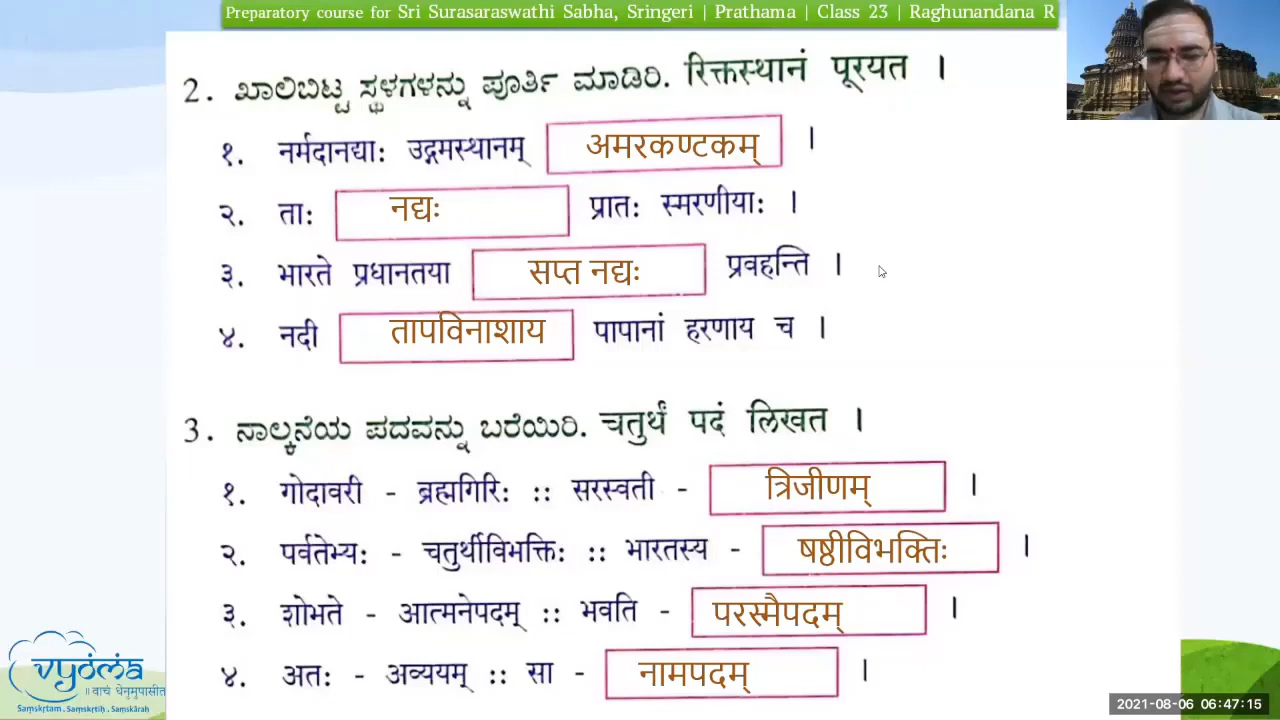 Preparatory course for Sri Surasaraswathi Sabha, Sringeri | Prathama | Class 23 | Raghunandana R
2. ಖಾಲಿಬಿಟ್ಟ ಸ್ಥಳಗಳನ್ನು ಪೂರ್ತಿ ಮಾಡಿರಿ. रिक्तस्थानं पूरयत ।
१. नर्मदानद्याः उद्गमस्थानम् अमरकण्टकम् ।
२. ताः नद्यः प्रातः स्मरणीयाः ।
३. भारते प्रधानतया सप्त नद्यः प्रवहन्ति ।
४. नदी तापविनाशाय पापानां हरणाय च ।
3. ನಾಲ್ಕನೆಯ ಪದವನ್ನು ಬರೆಯಿರಿ. चतुर्थं पदं लिखत ।
१. गोदावरी - ब्रह्मगिरिः :: सरस्वती - त्रिजीणम् ।
२. पर्वतेभ्यः - चतुर्थीविभक्तिः :: भारतस्य - षष्ठीविभक्तिः ।
३. शोभते - आत्मनेपदम् :: भवति - परस्मैपदम् ।
४. अतः - अव्ययम् :: सा - नामपदम् ।
vyoma
॥ वाचं धेनुमुपासीत
Saṃskṛtam . Saṃskṛtiḥ . Saṃskārāḥ
2021-08-06 06:47:15